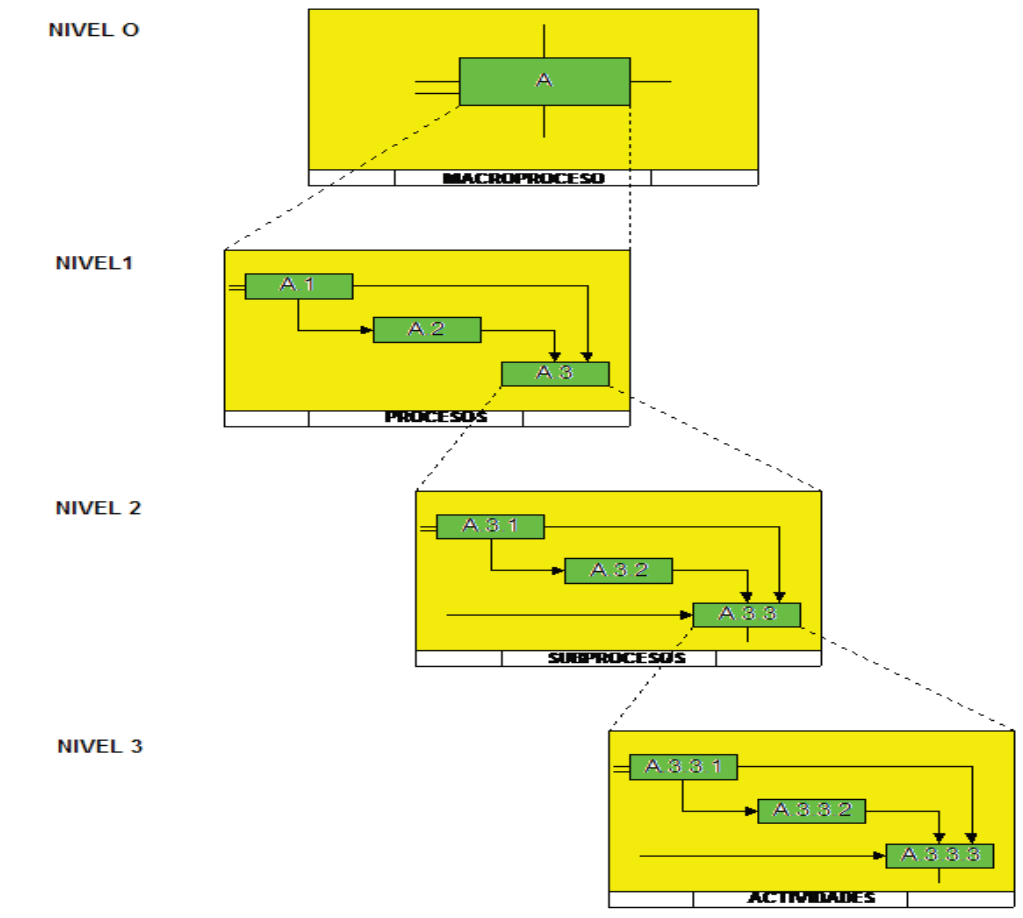 NIVEL O
A
MACROPROCESO
NIVEL1
A 1
A 2
A 3
PROCESOS
NIVEL 2
A 3 1
A 3 2
A 3 3
SUBPROCESOS
NIVEL 3
A 3 3 1
A 3 3 2
A 3 3 3
ACTIVIDADES